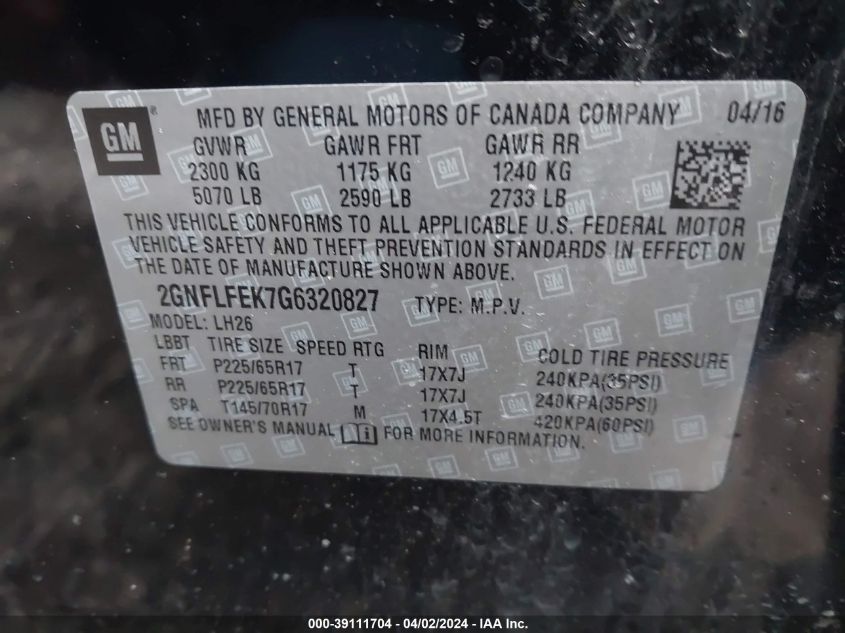 GM ® MFD BY GENERAL MOTORS OF CANADA COMPANY 04/16
GVWR GAWR FRT GAWR RR
2300 KG 1175 KG 1240 KG
5070 LB 2590 LB 2733 LB
THIS VEHICLE CONFORMS TO ALL APPLICABLE U.S. FEDERAL MOTOR
VEHICLE SAFETY AND THEFT PREVENTION STANDARDS IN EFFECT ON
THE DATE OF MANUFACTURE SHOWN ABOVE.
2GNFLFEK7G6320827 TYPE: M.P.V.
MODEL: LH26
LBBT TIRE SIZE SPEED RTG RIM COLD TIRE PRESSURE
FRT P225/65R17 T 17X7J 240KPA(35PSI)
RR P225/65R17 T 17X7J 240KPA(35PSI)
SPA T145/70R17 M 17X4.5T 420KPA(60PSI)
SEE OWNER'S MANUAL i FOR MORE INFORMATION.
000-39111704 - 04/02/2024 - IAA Inc.